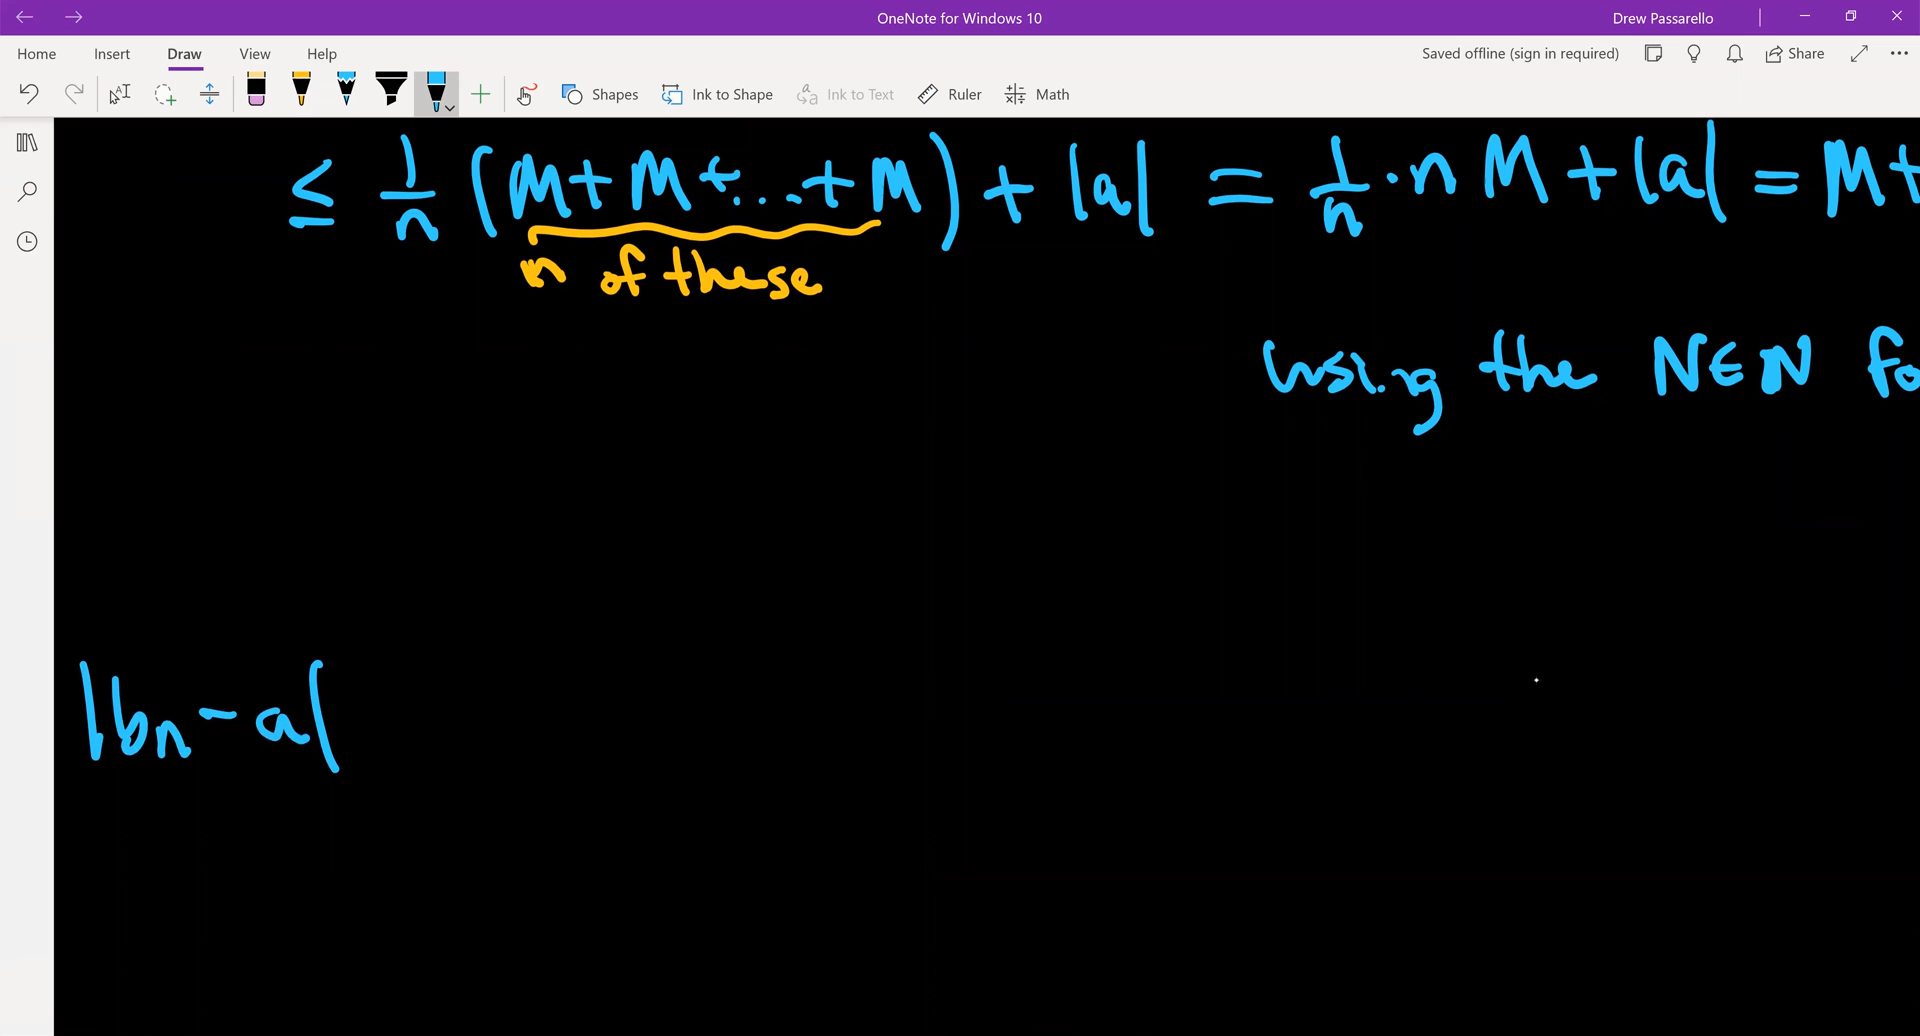 OneNote for Windows 10
Drew Passarello
Home Insert Draw View Help
Saved offline (sign in required) Share
Shapes Ink to Shape Ink to Text Ruler Math
≤ 1/n (M+M+...+M) + |a| = 1/n · n M + |a| = M+
n of these
Using the N∈ℕ fo
|bn - a|